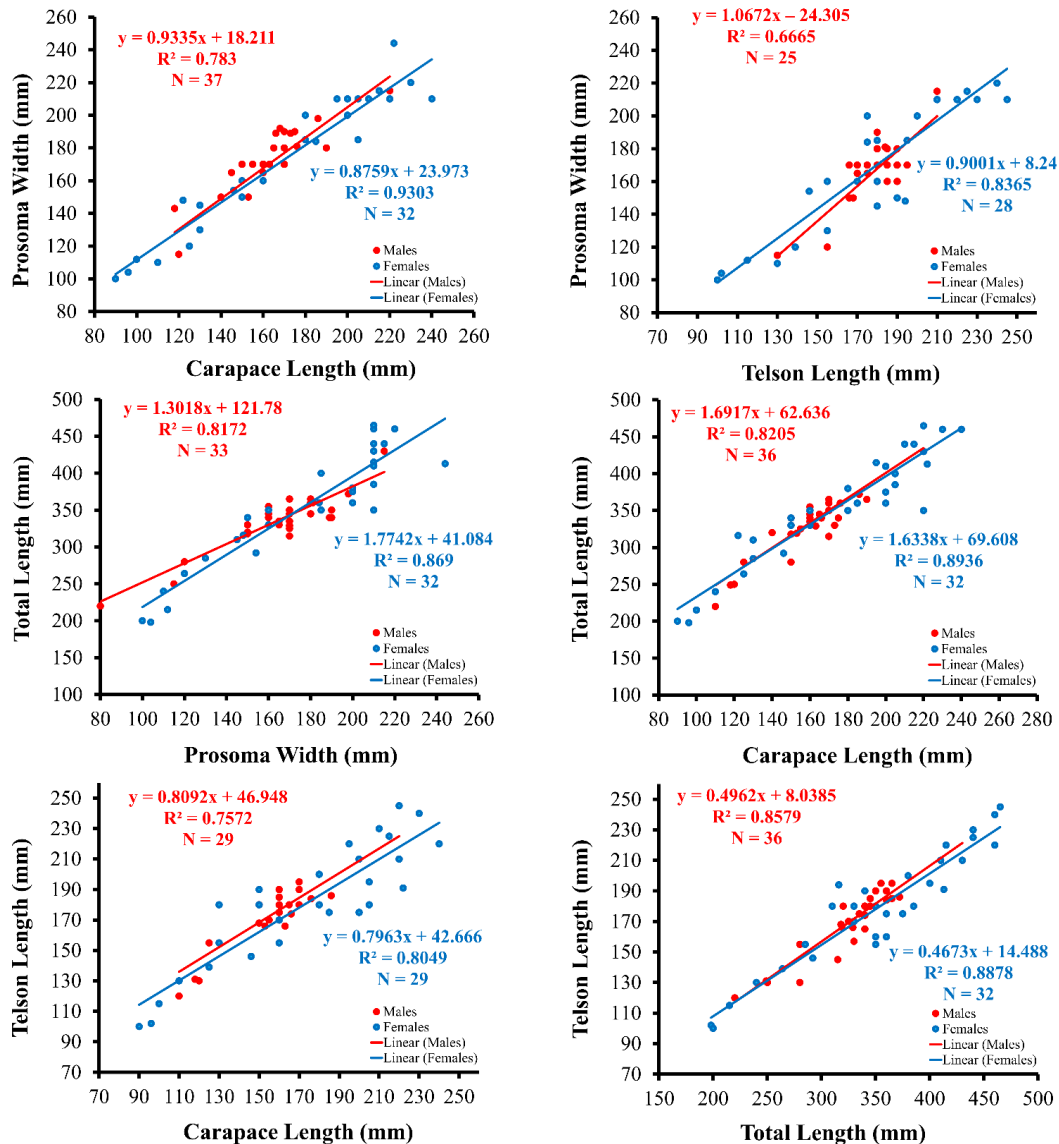 y = 0.9335x + 18.211
R² = 0.783
N = 37
y = 0.8759x + 23.973
R² = 0.9303
N = 32
Males
Females
Linear (Males)
Linear (Females)
Prosoma Width (mm)
260
240
220
200
180
160
140
120
100
80
80 100 120 140 160 180 200 220 240 260
Carapace Length (mm)
y = 1.0672x – 24.305
R² = 0.6665
N = 25
y = 0.9001x + 8.24
R² = 0.8365
N = 28
Males
Females
Linear (Males)
Linear (Females)
Prosoma Width (mm)
260
240
220
200
180
160
140
120
100
80
70 90 110 130 150 170 190 210 230 250
Telson Length (mm)
y = 1.3018x + 121.78
R² = 0.8172
N = 33
y = 1.7742x + 41.084
R² = 0.869
N = 32
Males
Females
Linear (Males)
Linear (Females)
Total Length (mm)
500
450
400
350
300
250
200
150
100
80 100 120 140 160 180 200 220 240 260
Prosoma Width (mm)
y = 1.6917x + 62.636
R² = 0.8205
N = 36
y = 1.6338x + 69.608
R² = 0.8936
N = 32
Males
Females
Linear (Males)
Linear (Females)
Total Length (mm)
500
450
400
350
300
250
200
150
100
80 100 120 140 160 180 200 220 240 260 280
Carapace Length (mm)
y = 0.8092x + 46.948
R² = 0.7572
N = 29
y = 0.7963x + 42.666
R² = 0.8049
N = 29
Males
Females
Linear (Males)
Linear (Females)
Telson Length (mm)
250
230
210
190
170
150
130
110
90
70
70 90 110 130 150 170 190 210 230 250
Carapace Length (mm)
y = 0.4962x + 8.0385
R² = 0.8579
N = 36
y = 0.4673x + 14.488
R² = 0.8878
N = 32
Males
Females
Linear (Males)
Linear (Females)
Telson Length (mm)
250
230
210
190
170
150
130
110
90
70
150 200 250 300 350 400 450 500
Total Length (mm)